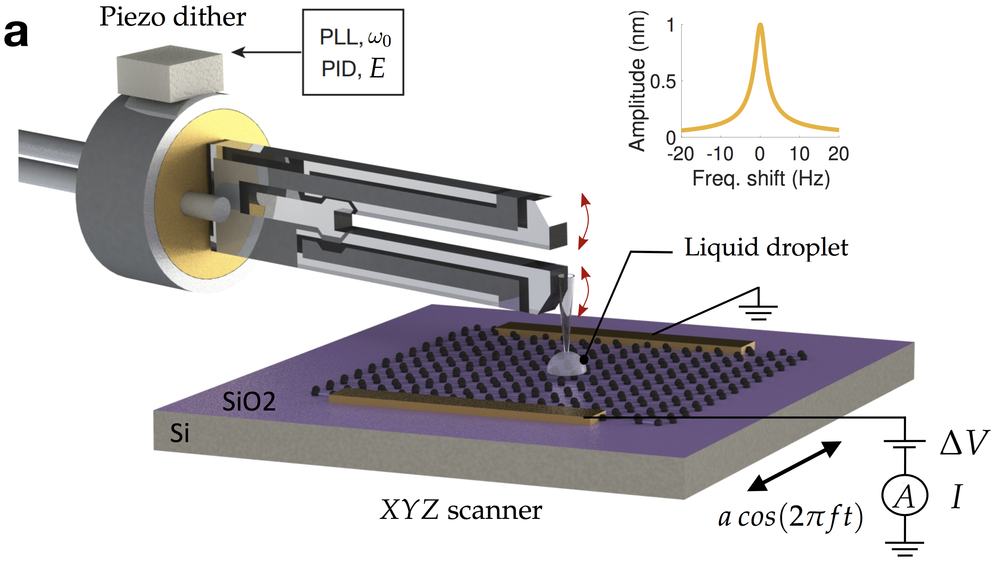 a
Piezo dither
PLL, ω₀
PID, E
Amplitude (nm)
1
0.5
0
-20 -10 0 10 20
Freq. shift (Hz)
Liquid droplet
SiO2
Si
ΔV
A I
XYZ scanner
a cos(2πft)